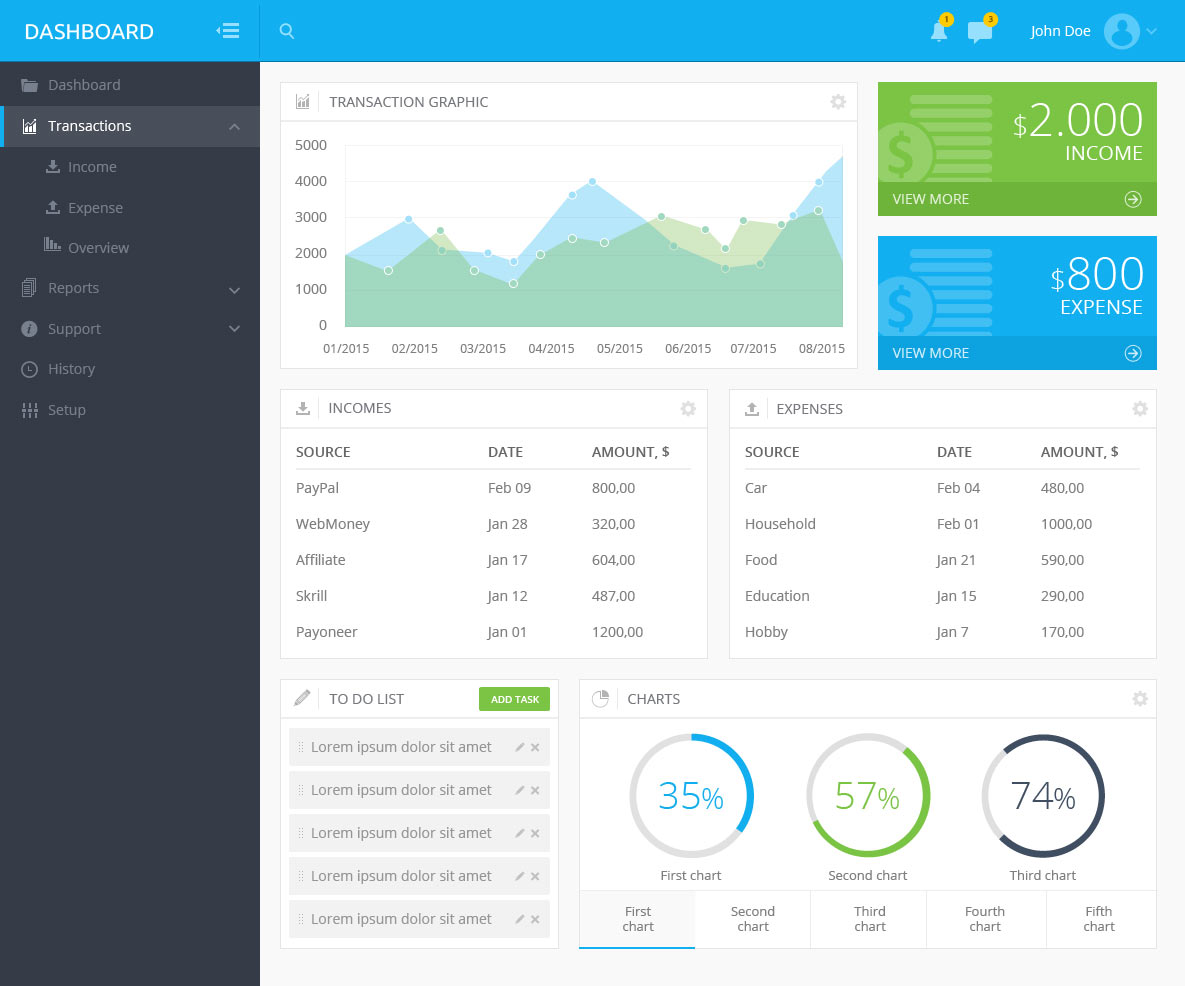 DASHBOARD
1
3
John Doe
Dashboard
Transactions
Income
Expense
Overview
Reports
Support
History
Setup
TRANSACTION GRAPHIC
5000
4000
3000
2000
1000
0
01/2015 02/2015 03/2015 04/2015 05/2015 06/2015 07/2015 08/2015
$2.000
INCOME
VIEW MORE
$800
EXPENSE
VIEW MORE
INCOMES
SOURCE DATE AMOUNT, $
PayPal Feb 09 800,00
WebMoney Jan 28 320,00
Affiliate Jan 17 604,00
Skrill Jan 12 487,00
Payoneer Jan 01 1200,00
EXPENSES
SOURCE DATE AMOUNT, $
Car Feb 04 480,00
Household Feb 01 1000,00
Food Jan 21 590,00
Education Jan 15 290,00
Hobby Jan 7 170,00
TO DO LIST ADD TASK
Lorem ipsum dolor sit amet
Lorem ipsum dolor sit amet
Lorem ipsum dolor sit amet
Lorem ipsum dolor sit amet
Lorem ipsum dolor sit amet
CHARTS
35% 57% 74%
First chart Second chart Third chart
First
chart
Second
chart
Third
chart
Fourth
chart
Fifth
chart